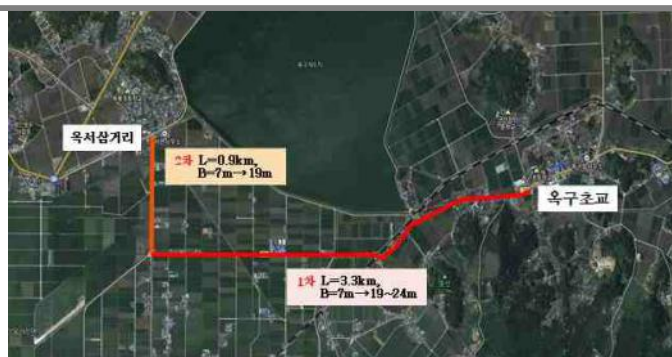 옥서삼거리
2차 L=0.9km,
B=7m→19m
옥구초교
1차 L=3.3km,
B=7m→19~24m